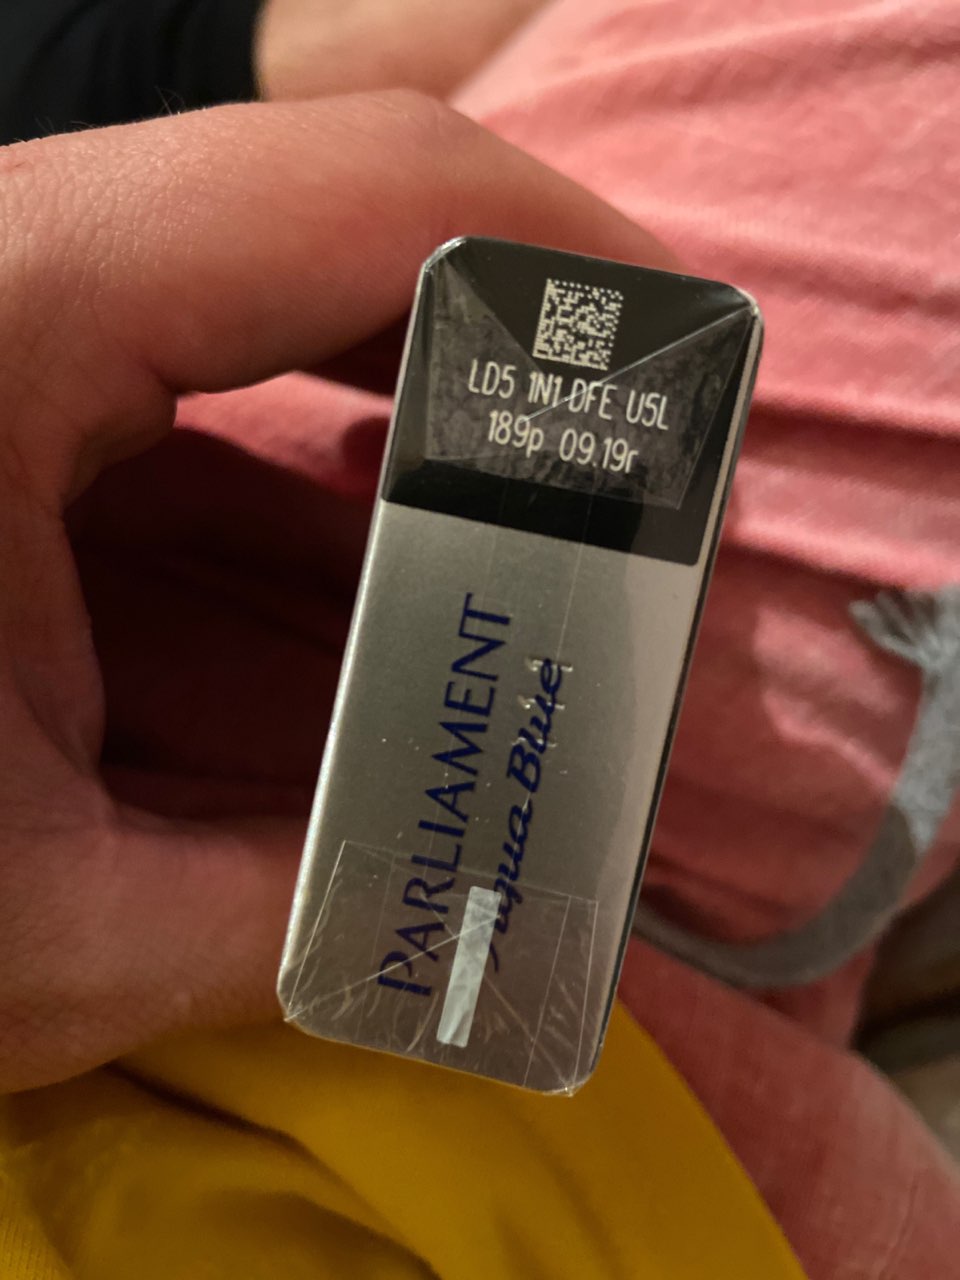 LD5 1N1 DFE U5L
189р 09.19г
PARLIAMENT
Aqua Blue